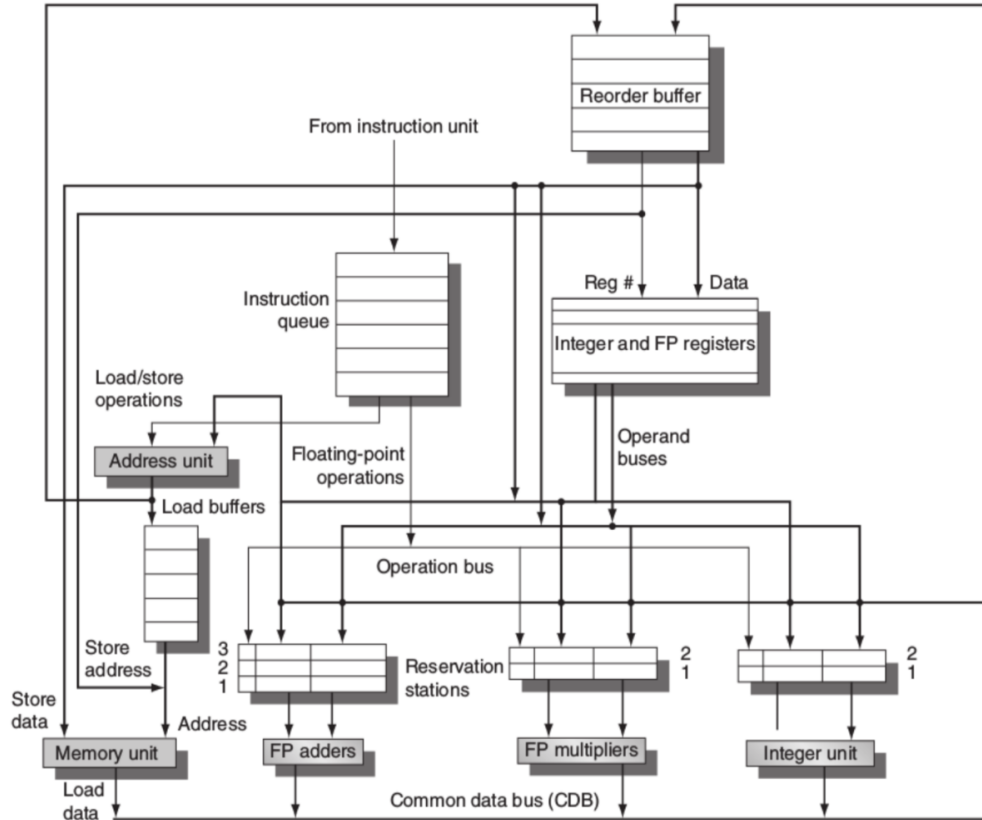 Reorder buffer
From instruction unit
Reg #
Data
Instruction
queue
Integer and FP registers
Load/store
operations
Operand
buses
Floating-point
operations
Address unit
Load buffers
Operation bus
Store
address
3
2
1
Reservation
stations
2
1
2
1
Store
data
Address
Memory unit
FP adders
FP multipliers
Integer unit
Load
data
Common data bus (CDB)